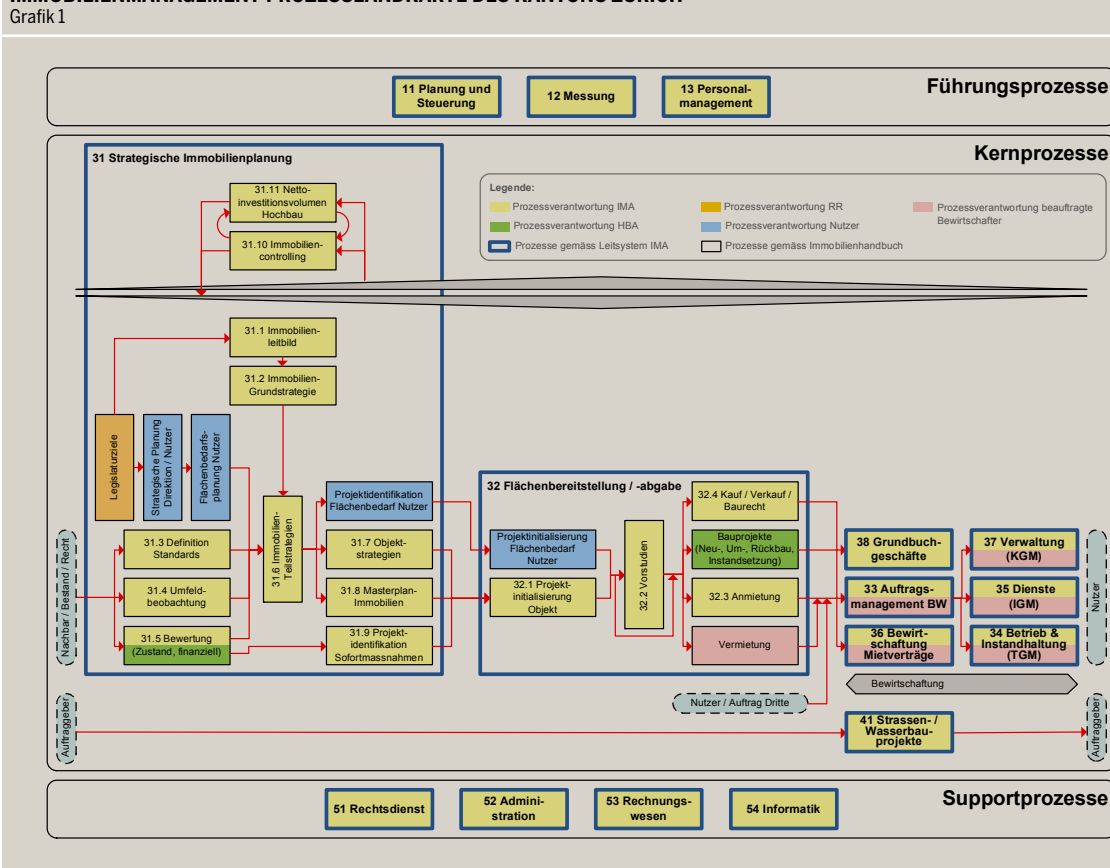 IMMOBILIENMANAGEMENT-PROZESSLANDKARTE DES KANTONS ZÜRICH
Grafik 1
Führungsprozesse
11 Planung und
Steuerung
12 Messung
13 Personal-
management
Kernprozesse
31 Strategische Immobilienplanung
Legende:
Prozessverantwortung IMA
Prozessverantwortung HBA
Prozesse gemäss Leitsystem IMA
Prozessverantwortung RR
Prozessverantwortung Nutzer
Prozesse gemäss Immobilienhandbuch
Prozessverantwortung beauftragte
Bewirtschafter
31.11 Netto-
investitionsvolumen
Hochbau
31.10 Immobilien-
controlling
31.1 Immobilien-
leitbild
31.2 Immobilien-
Grundstrategie
Legislaturziele
Strategische Planung
Direktion / Nutzer
Flächenbedarfs-
planung Nutzer
31.3 Definition
Standards
31.4 Umfeld-
beobachtung
31.5 Bewertung
(Zustand, finanziell)
31.6 Immobilien-
Teilstrategien
Projektidentifikation
Flächenbedarf Nutzer
31.7 Objekt-
strategien
31.8 Masterplan-
Immobilien
31.9 Projekt-
identifikation
Sofortmassnahmen
Nachbar / Bestand / Recht
32 Flächenbereitstellung / -abgabe
Projektinitialisierung
Flächenbedarf
Nutzer
32.1 Projekt-
initialisierung
Objekt
32.2 Vorstudien
32.4 Kauf / Verkauf /
Baurecht
Bauprojekte
(Neu-, Um-, Rückbau,
Instandsetzung)
32.3 Anmietung
Vermietung
38 Grundbuch-
geschäfte
33 Auftrags-
management BW
36 Bewirt-
schaftung
Mietverträge
37 Verwaltung
(KGM)
35 Dienste
(IGM)
34 Betrieb &
Instandhaltung
(TGM)
Nutzer
Bewirtschaftung
Nutzer / Auftrag Dritte
Auftraggeber
41 Strassen- /
Wasserbau-
projekte
Auftraggeber
Supportprozesse
51 Rechtsdienst
52 Admini-
stration
53 Rechnungs-
wesen
54 Informatik